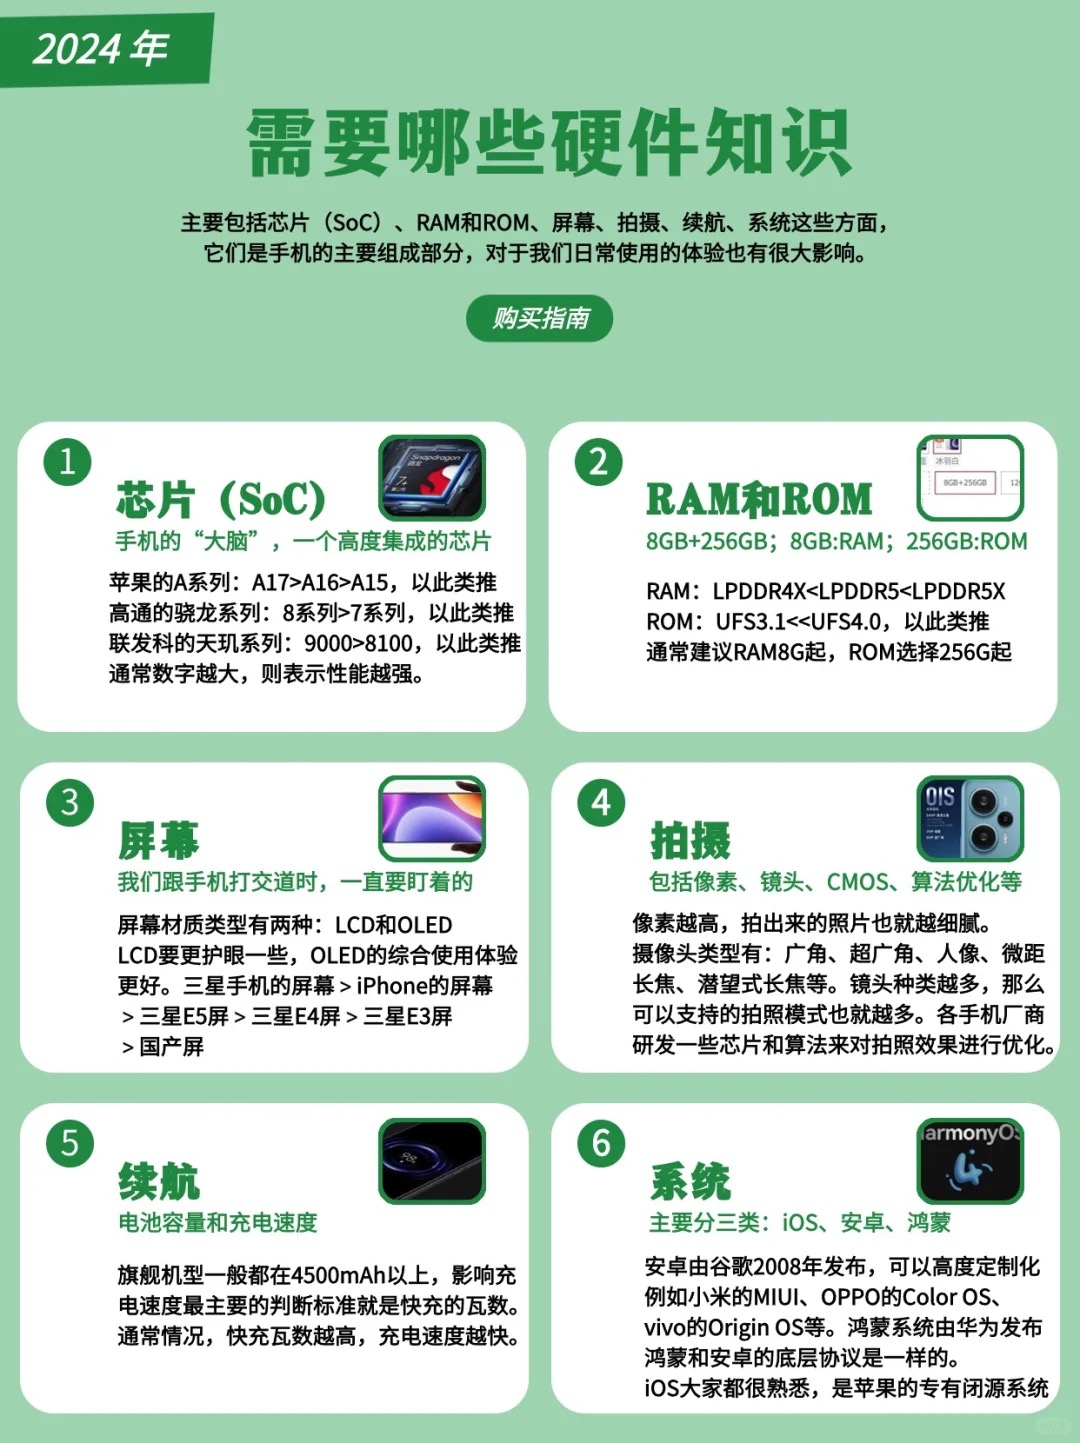 2024 年
需要哪些硬件知识
主要包括芯片（SoC）、RAM和ROM、屏幕、拍摄、续航、系统这些方面，
它们是手机的主要组成部分，对于我们日常使用的体验也有很大影响。
购买指南
1
Snapdragon
骁龙
7
芯片（SoC）
手机的“大脑”，一个高度集成的芯片
苹果的A系列：A17>A16>A15，以此类推
高通的骁龙系列：8系列>7系列，以此类推
联发科的天玑系列：9000>8100，以此类推
通常数字越大，则表示性能越强。
2
冰羽白
8GB+256GB
12
RAM和ROM
8GB+256GB；8GB:RAM；256GB:ROM
RAM：LPDDR4X<LPDDR5<LPDDR5X
ROM：UFS3.1<<UFS4.0，以此类推
通常建议RAM8G起，ROM选择256G起
3
屏幕
我们跟手机打交道时，一直要盯着的
屏幕材质类型有两种：LCD和OLED
LCD要更护眼一些，OLED的综合使用体验
更好。三星手机的屏幕＞iPhone的屏幕
＞三星E5屏＞三星E4屏＞三星E3屏
＞国产屏
4
OIS
拍摄
包括像素、镜头、CMOS、算法优化等
像素越高，拍出来的照片也就越细腻。
摄像头类型有：广角、超广角、人像、微距
长焦、潜望式长焦等。镜头种类越多，那么
可以支持的拍照模式也就越多。各手机厂商
研发一些芯片和算法来对拍照效果进行优化。
5
续航
电池容量和充电速度
旗舰机型一般都在4500mAh以上，影响充
电速度最主要的判断标准就是快充的瓦数。
通常情况，快充瓦数越高，充电速度越快。
6
armonyOS
4
系统
主要分三类：iOS、安卓、鸿蒙
安卓由谷歌2008年发布，可以高度定制化
例如小米的MIUI、OPPO的Color OS、
vivo的Origin OS等。鸿蒙系统由华为发布
鸿蒙和安卓的底层协议是一样的。
iOS大家都很熟悉，是苹果的专有闭源系统